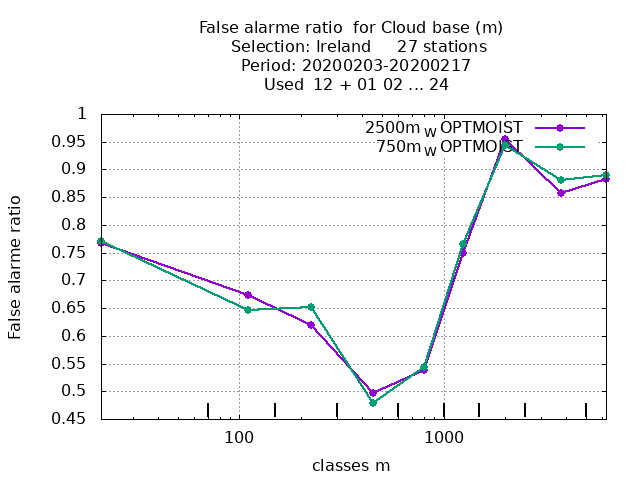 False alarme ratio  for Cloud base (m)
Selection: Ireland     27 stations
Period: 20200203-20200217
Used  12 + 01 02 ... 24
2500m W OPTMOIST
750m W OPTMOIST
1
0.95
0.9
0.85
0.8
0.75
0.7
0.65
0.6
0.55
0.5
0.45
False alarme ratio
100 1000
classes m